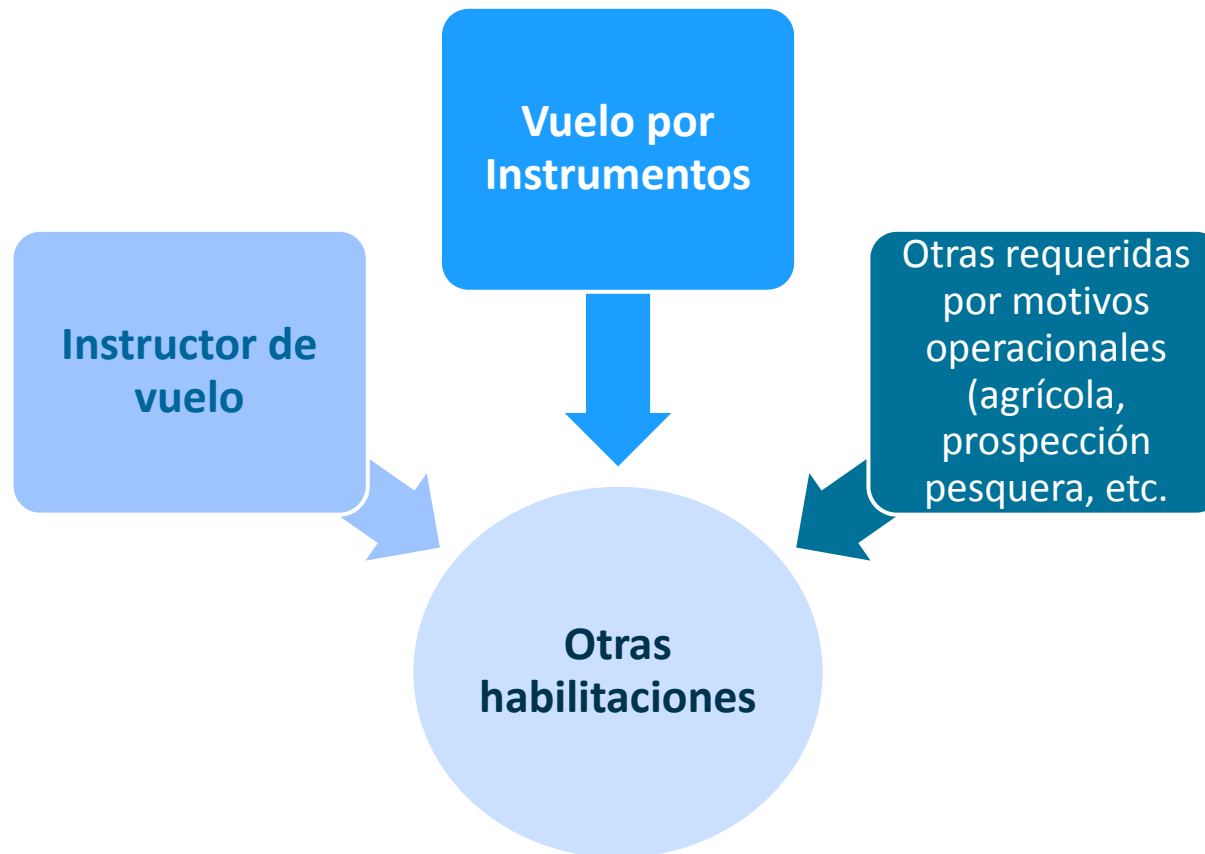 Vuelo por
Instrumentos
Instructor de
vuelo
Otras requeridas
por motivos
operacionales
(agrícola,
prospección
pesquera, etc.
Otras
habilitaciones